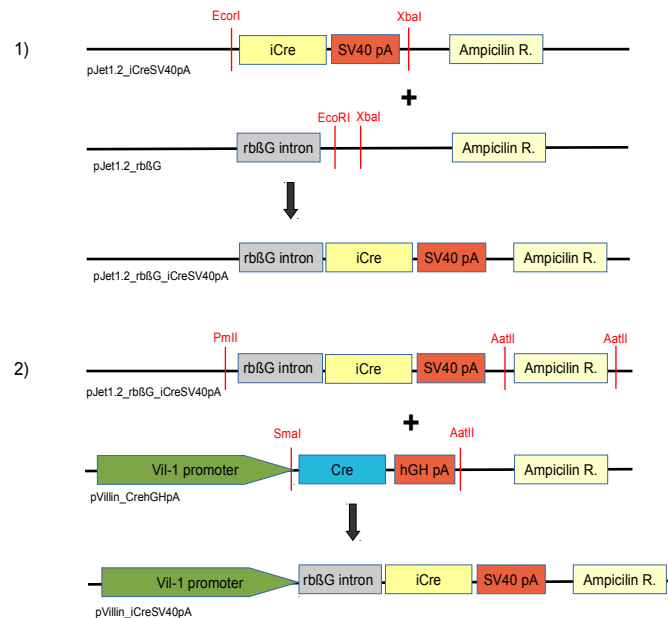 1)
EcorI
XbaI
iCre
SV40 pA
Ampicilin R.
pJet1.2_iCreSV40pA
+
EcoRI
XbaI
rbßG intron
Ampicilin R.
pJet1.2_rbßG
rbßG intron
iCre
SV40 pA
Ampicilin R.
pJet1.2_rbßG_iCreSV40pA
2)
PmlI
AatII
AatII
rbßG intron
iCre
SV40 pA
Ampicilin R.
pJet1.2_rbßG_iCreSV40pA
+
SmaI
AatII
Vil-1 promoter
Cre
hGH pA
Ampicilin R.
pVillin_CrehGHpA
Vil-1 promoter
rbßG intron
iCre
SV40 pA
Ampicilin R.
pVillin_iCreSV40pA